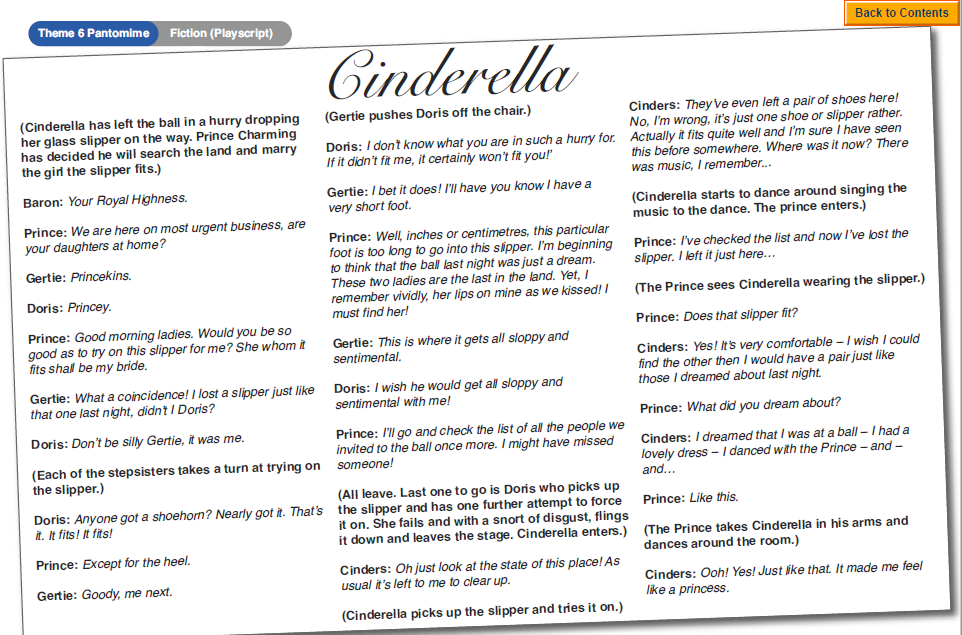 Back to Contents
Theme 6 Pantomime Fiction (Playscript)
Cinderella
(Cinderella has left the ball in a hurry dropping
her glass slipper on the way. Prince Charming
has decided he will search the land and marry
the girl the slipper fits.)
Baron: Your Royal Highness.
Prince: We are here on most urgent business, are
your daughters at home?
Gertie: Princekins.
Doris: Princey.
Prince: Good morning ladies. Would you be so
good as to try on this slipper for me? She whom it
fits shall be my bride.
Gertie: What a coincidence! I lost a slipper just like
that one last night, didn't I Doris?
Doris: Don't be silly Gertie, it was me.
(Each of the stepsisters takes a turn at trying on
the slipper.)
Doris: Anyone got a shoehorn? Nearly got it. That's
it. It fits! It fits!
Prince: Except for the heel.
Gertie: Goody, me next.
(Gertie pushes Doris off the chair.)
Doris: I don't know what you are in such a hurry for.
If it didn't fit me, it certainly won't fit you!'
Gertie: I bet it does! I'll have you know I have a
very short foot.
Prince: Well, inches or centimetres, this particular
foot is too long to go into this slipper. I'm beginning
to think that the ball last night was just a dream.
These two ladies are the last in the land. Yet, I
remember vividly, her lips on mine as we kissed! I
must find her!
Gertie: This is where it gets all sloppy and
sentimental.
Doris: I wish he would get all sloppy and
sentimental with me!
Prince: I'll go and check the list of all the people we
invited to the ball once more. I might have missed
someone!
(All leave. Last one to go is Doris who picks up
the slipper and has one further attempt to force
it on. She fails and with a snort of disgust, flings
it down and leaves the stage. Cinderella enters.)
Cinders: Oh just look at the state of this place! As
usual it's left to me to clear up.
(Cinderella picks up the slipper and tries it on.)
Cinders: They've even left a pair of shoes here!
No, I'm wrong, it's just one shoe or slipper rather.
Actually it fits quite well and I'm sure I have seen
this before somewhere. Where was it now? There
was music, I remember...
(Cinderella starts to dance around singing the
music to the dance. The prince enters.)
Prince: I've checked the list and now I've lost the
slipper. I left it just here...
(The Prince sees Cinderella wearing the slipper.)
Prince: Does that slipper fit?
Cinders: Yes! It's very comfortable – I wish I could
find the other then I would have a pair just like
those I dreamed about last night.
Prince: What did you dream about?
Cinders: I dreamed that I was at a ball – I had a
lovely dress – I danced with the Prince – and –
and...
Prince: Like this.
(The Prince takes Cinderella in his arms and
dances around the room.)
Cinders: Ooh! Yes! Just like that. It made me feel
like a princess.